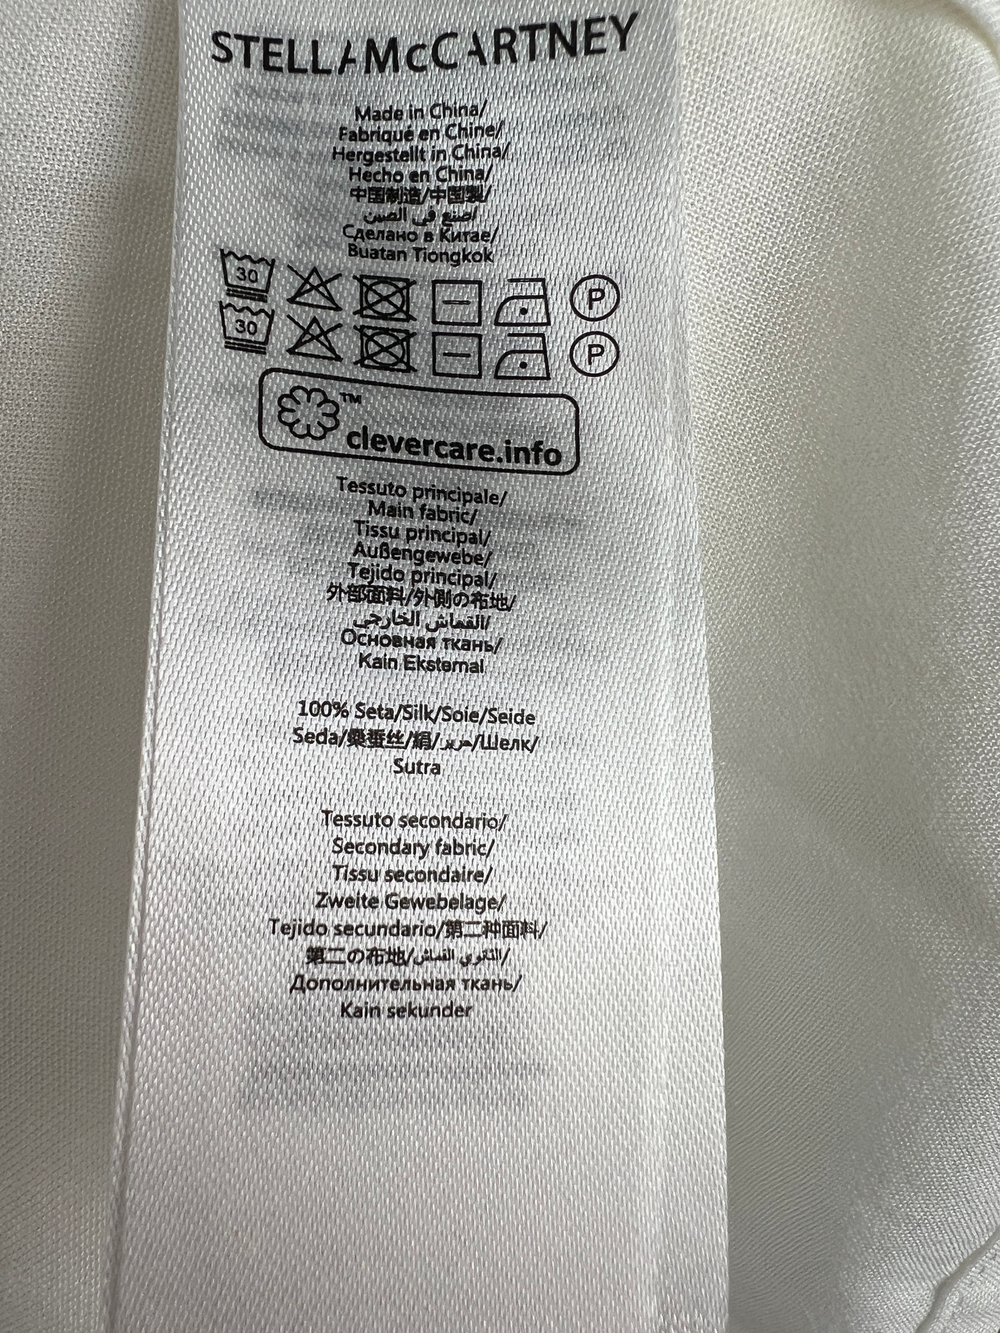 STELLAMcCARTNEY
Made in China/
Fabriqué en Chine/
Hergestellt in China/
Hecho en China/
中国制造/中国製/
صنع في الصين/
Сделано в Китае/
Buatan Tiongkok
30 P
30 P
™
clevercare.info
Tessuto principale/
Main fabric/
Tissu principal/
Außengewebe/
Tejido principal/
外部面料/外側の布地/
القماش الخارجي/
Основная ткань/
Kain Eksternal
100% Seta/Silk/Soie/Seide
Seda/桑蚕丝/絹/حرير/Шелк/
Sutra
Tessuto secondario/
Secondary fabric/
Tissu secondaire/
Zweite Gewebelage/
Tejido secundario/第二种面料/
第二の布地/الثانوي القماش/
Дополнительная ткань/
Kain sekunder